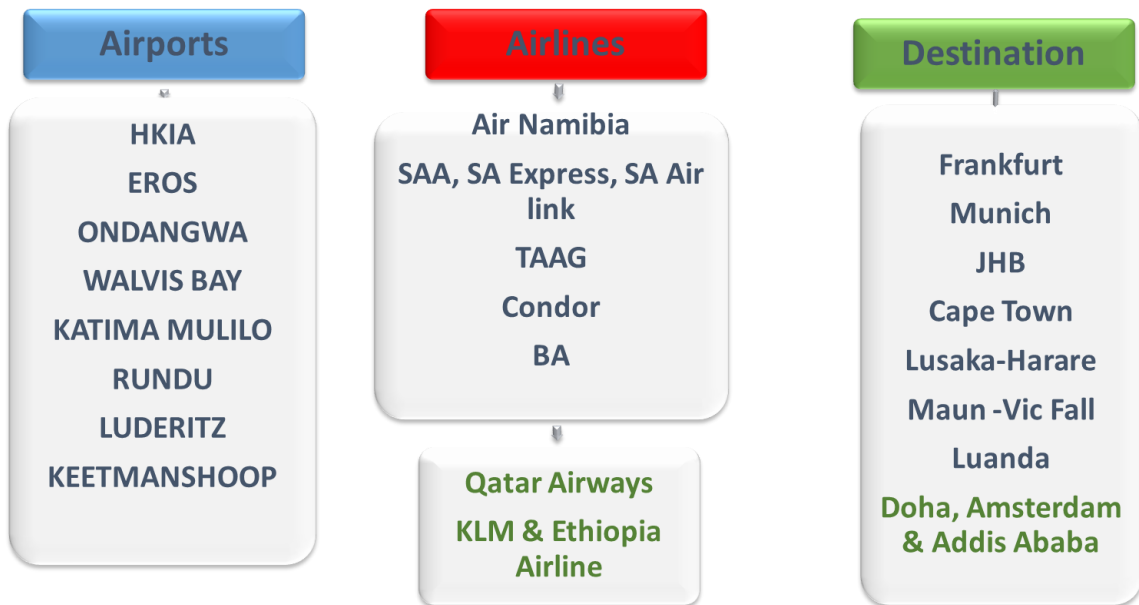 Airports
HKIA
EROS
ONDANGWA
WALVIS BAY
KATIMA MULILO
RUNDU
LUDERITZ
KEETMANSHOOP
Airlines
Air Namibia
SAA, SA Express, SA Air
link
TAAG
Condor
BA
Qatar Airways
KLM & Ethiopia
Airline
Destination
Frankfurt
Munich
JHB
Cape Town
Lusaka-Harare
Maun -Vic Fall
Luanda
Doha, Amsterdam
& Addis Ababa